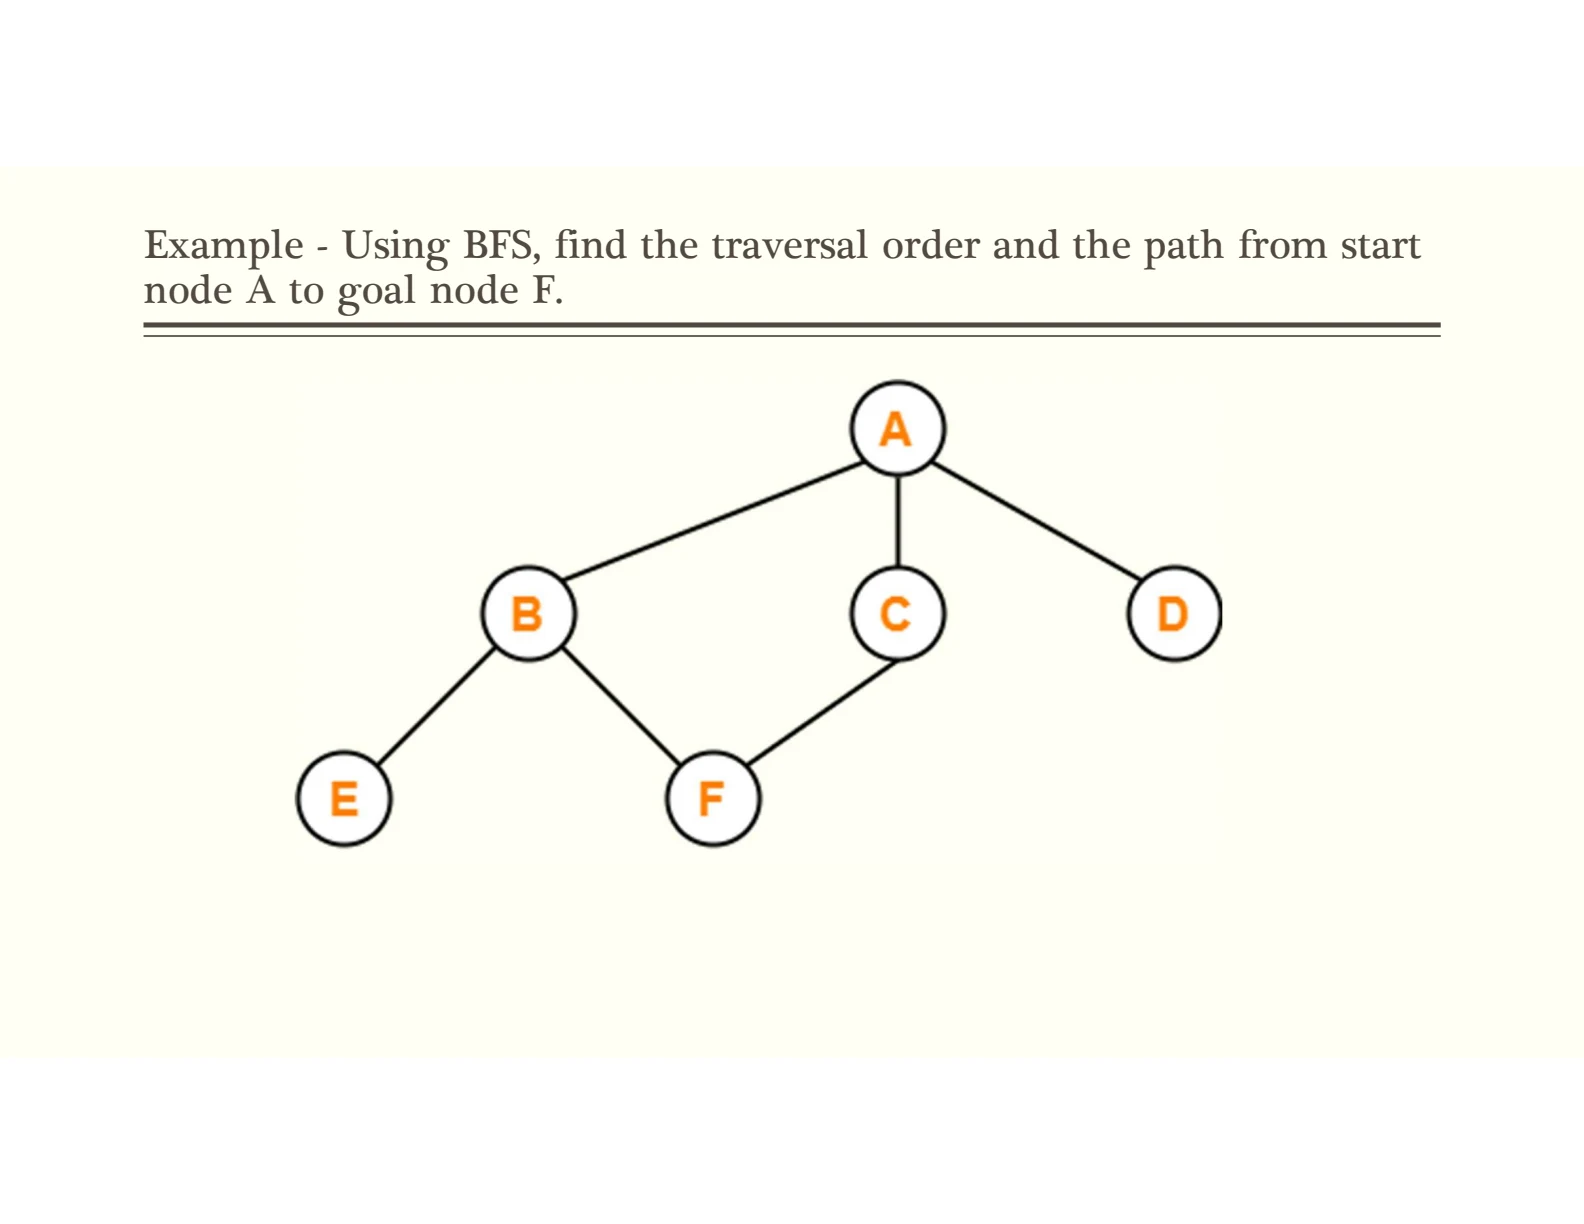 Example - Using BFS, find the traversal order and the path from start
node A to goal node F.
A
B
C
D
E
F